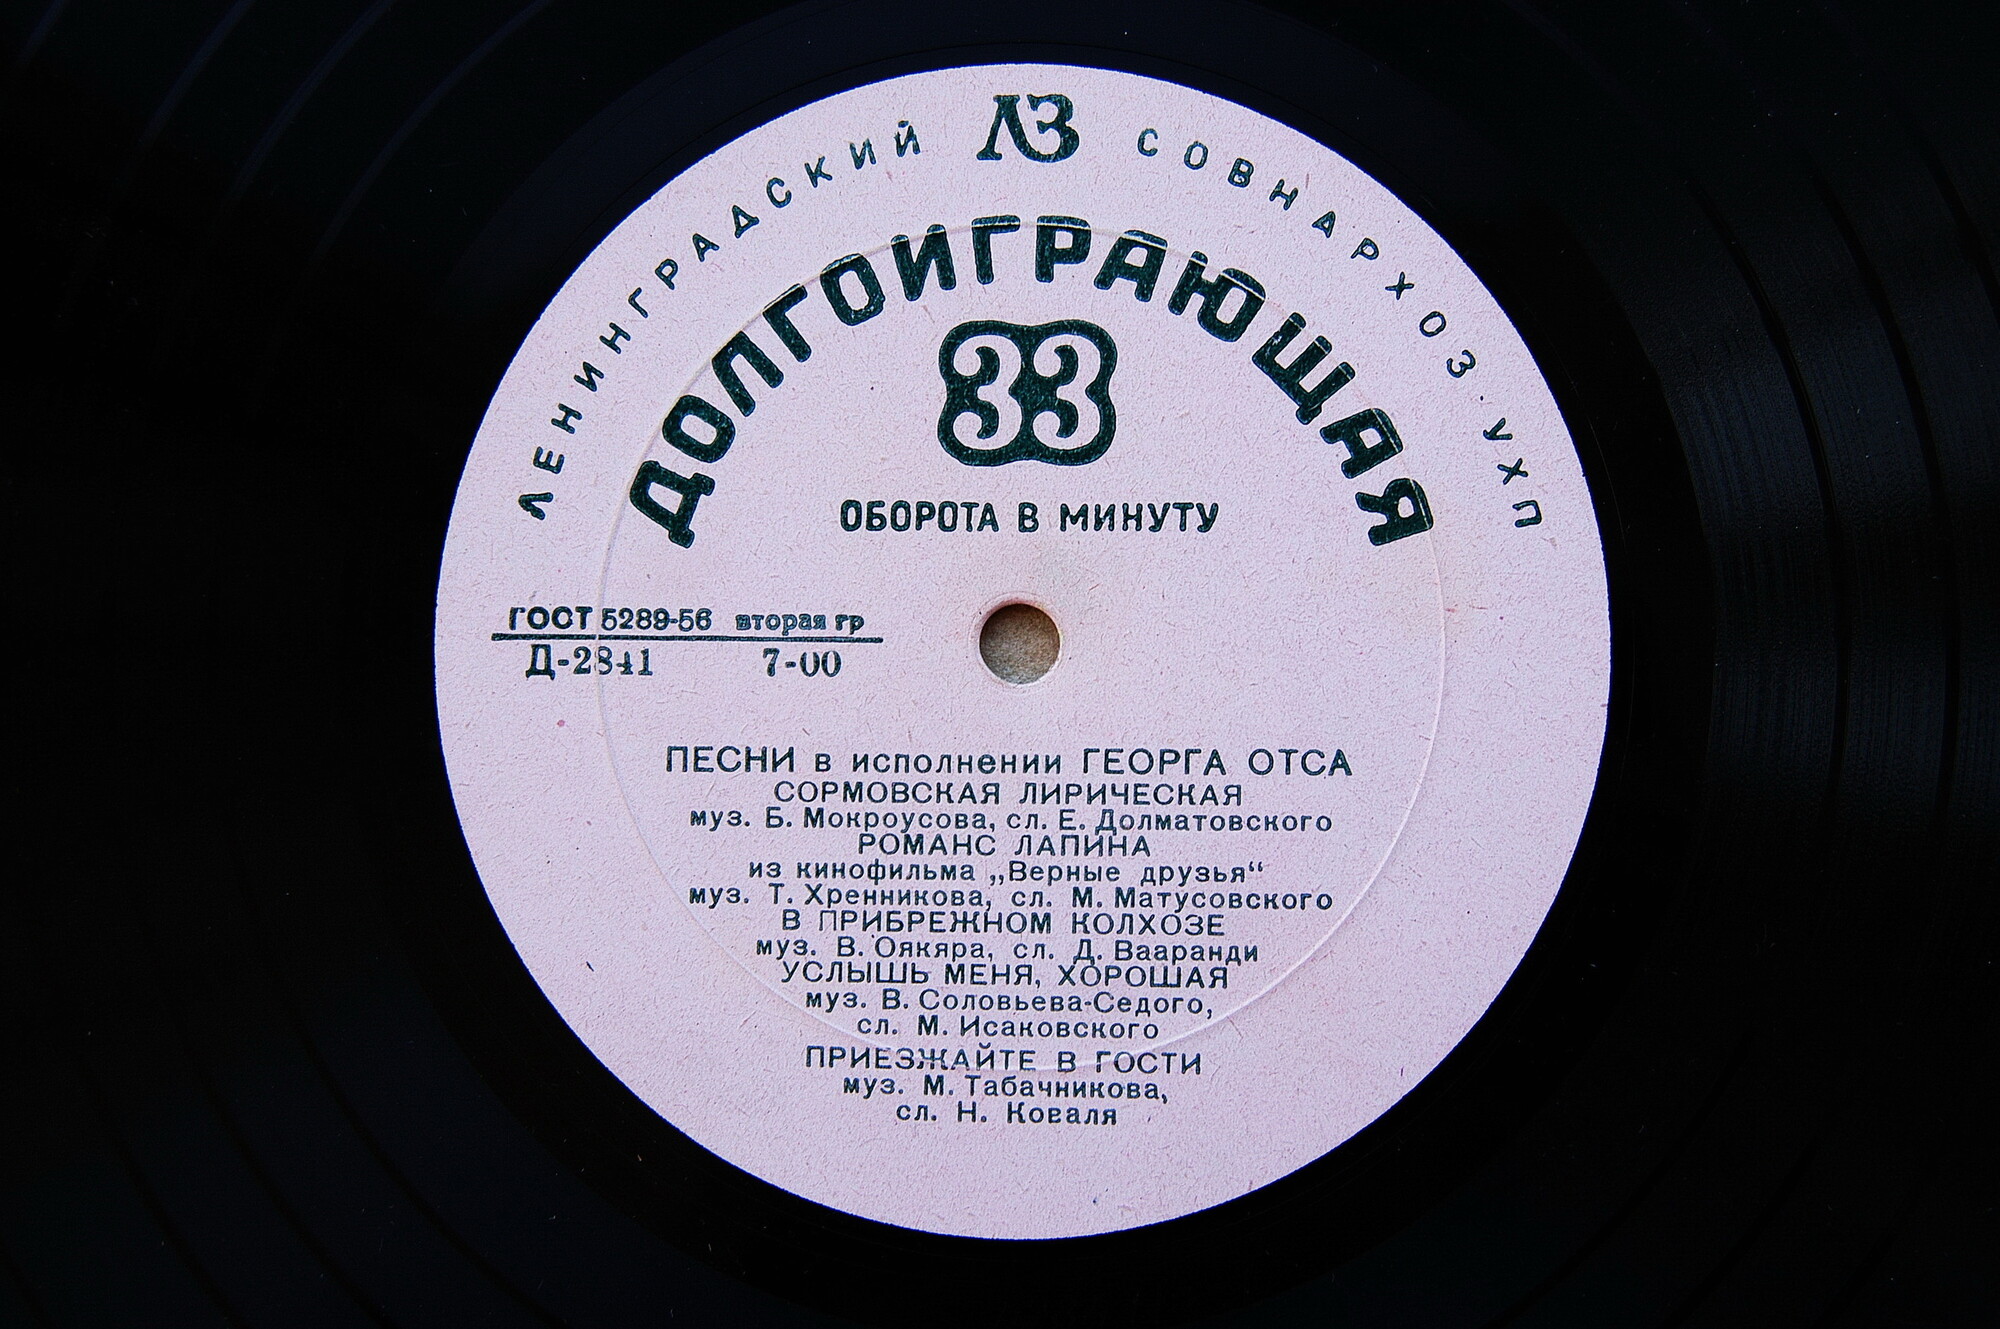 ЛЕНИНГРАДСКИЙ ЛЗ СОВНАРХОЗ УХП
ДОЛГОИГРАЮЩАЯ
33
ОБОРОТА В МИНУТУ
ГОСТ 5289-56 вторая гр
Д-2841 7-00
ПЕСНИ в исполнении ГЕОРГА ОТСА
СОРМОВСКАЯ ЛИРИЧЕСКАЯ
муз. Б. Мокроусова, сл. Е. Долматовского
РОМАНС ЛАПИНА
из кинофильма „Верные друзья“
муз. Т. Хренникова, сл. М. Матусовского
В ПРИБРЕЖНОМ КОЛХОЗЕ
муз. В. Оякяра, сл. Д. Вааранди
УСЛЫШЬ МЕНЯ, ХОРОШАЯ
муз. В. Соловьева-Седого,
сл. М. Исаковского
ПРИЕЗЖАЙТЕ В ГОСТИ
муз. М. Табачникова,
сл. Н. Коваля